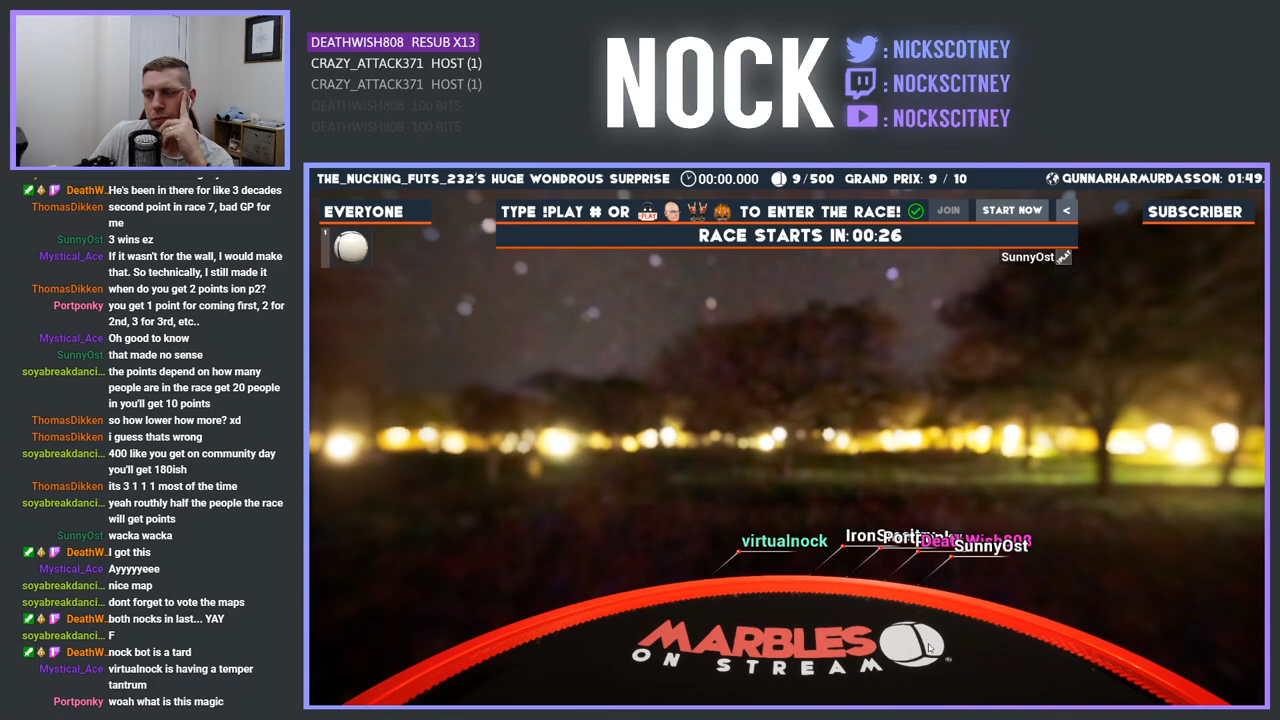 DEATHWISH808 RESUB X13
CRAZY_ATTACK371 HOST (1)
CRAZY_ATTACK371 HOST (1)
DEATHWISH808 100 BITS
DEATHWISH808 100 BITS
NOCK
: NICKSCOTNEY
: NOCKSCITNEY
: NOCKSCITNEY
DeathW... He's been in there for like 3 decades
ThomasDikken second point in race 7, bad GP for
me
SunnyOst 3 wins ez
Mystical_Ace If it wasn't for the wall, I would make
that. So technically, I still made it
ThomasDikken when do you get 2 points ion p2?
Portponky you get 1 point for coming first, 2 for
2nd, 3 for 3rd, etc..
Mystical_Ace Oh good to know
SunnyOst that made no sense
soyabreakdanci... the points depend on how many
people are in the race get 20 people
in you'll get 10 points
ThomasDikken so how lower how more? xd
ThomasDikken i guess thats wrong
soyabreakdanci... 400 like you get on community day
you'll get 180ish
ThomasDikken its 3 1 1 1 most of the time
soyabreakdanci... yeah routhly half the people the race
will get points
SunnyOst wacka wacka
DeathW... I got this
Mystical_Ace Ayyyyyeee
soyabreakdanci... nice map
soyabreakdanci... dont forget to vote the maps
DeathW... both nocks in last... YAY
soyabreakdanci... F
DeathW... nock bot is a tard
Mystical_Ace virtualnock is having a temper
tantrum
Portponky woah what is this magic
THE_NUCKING_FUTS_232'S HUGE WONDROUS SURPRISE 00:00.000 9/500 GRAND PRIX: 9 / 10 GUNNARHARMURDASSON: 01:49.
EVERYONE
1
TYPE !PLAY # OR TO ENTER THE RACE! JOIN START NOW <
SUBSCRIBER
RACE STARTS IN: 00:26
SunnyOst
virtualnock
DeathWish808
SunnyOst
MARBLES
ON STREAM